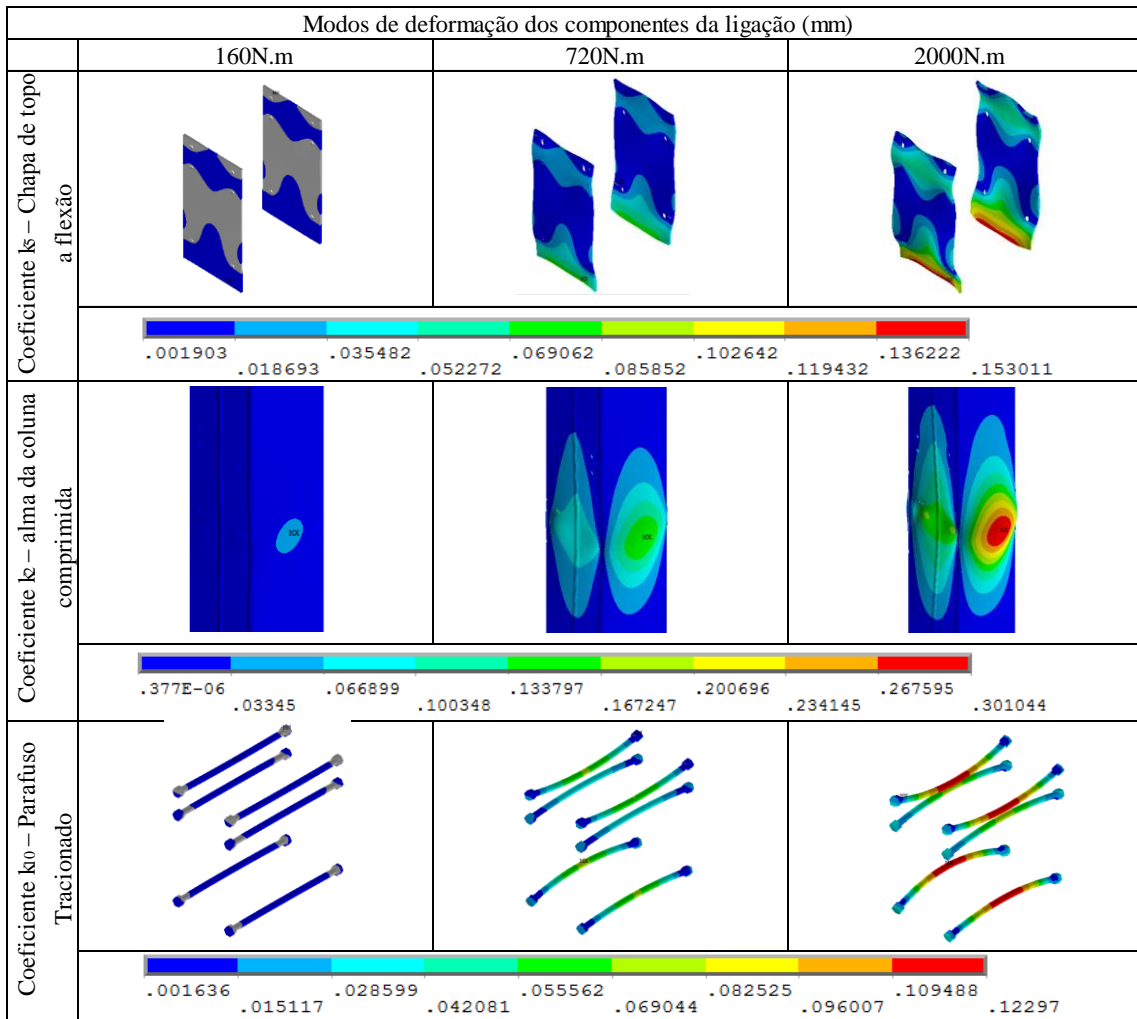 Modos de deformação dos componentes da ligação (mm)
160N.m 720N.m 2000N.m
Coeficiente k5 – Chapa de topo
a flexão
.001903 .035482 .069062 .102642 .136222
.018693 .052272 .085852 .119432 .153011
Coeficiente k2 – alma da coluna
comprimida
MX MX MX
.377E-06 .066899 .133797 .200696 .267595
.03345 .100348 .167247 .234145 .301044
Coeficiente k10 – Parafuso
Tracionado
.001636 .028599 .055562 .082525 .109488
.015117 .042081 .069044 .096007 .12297